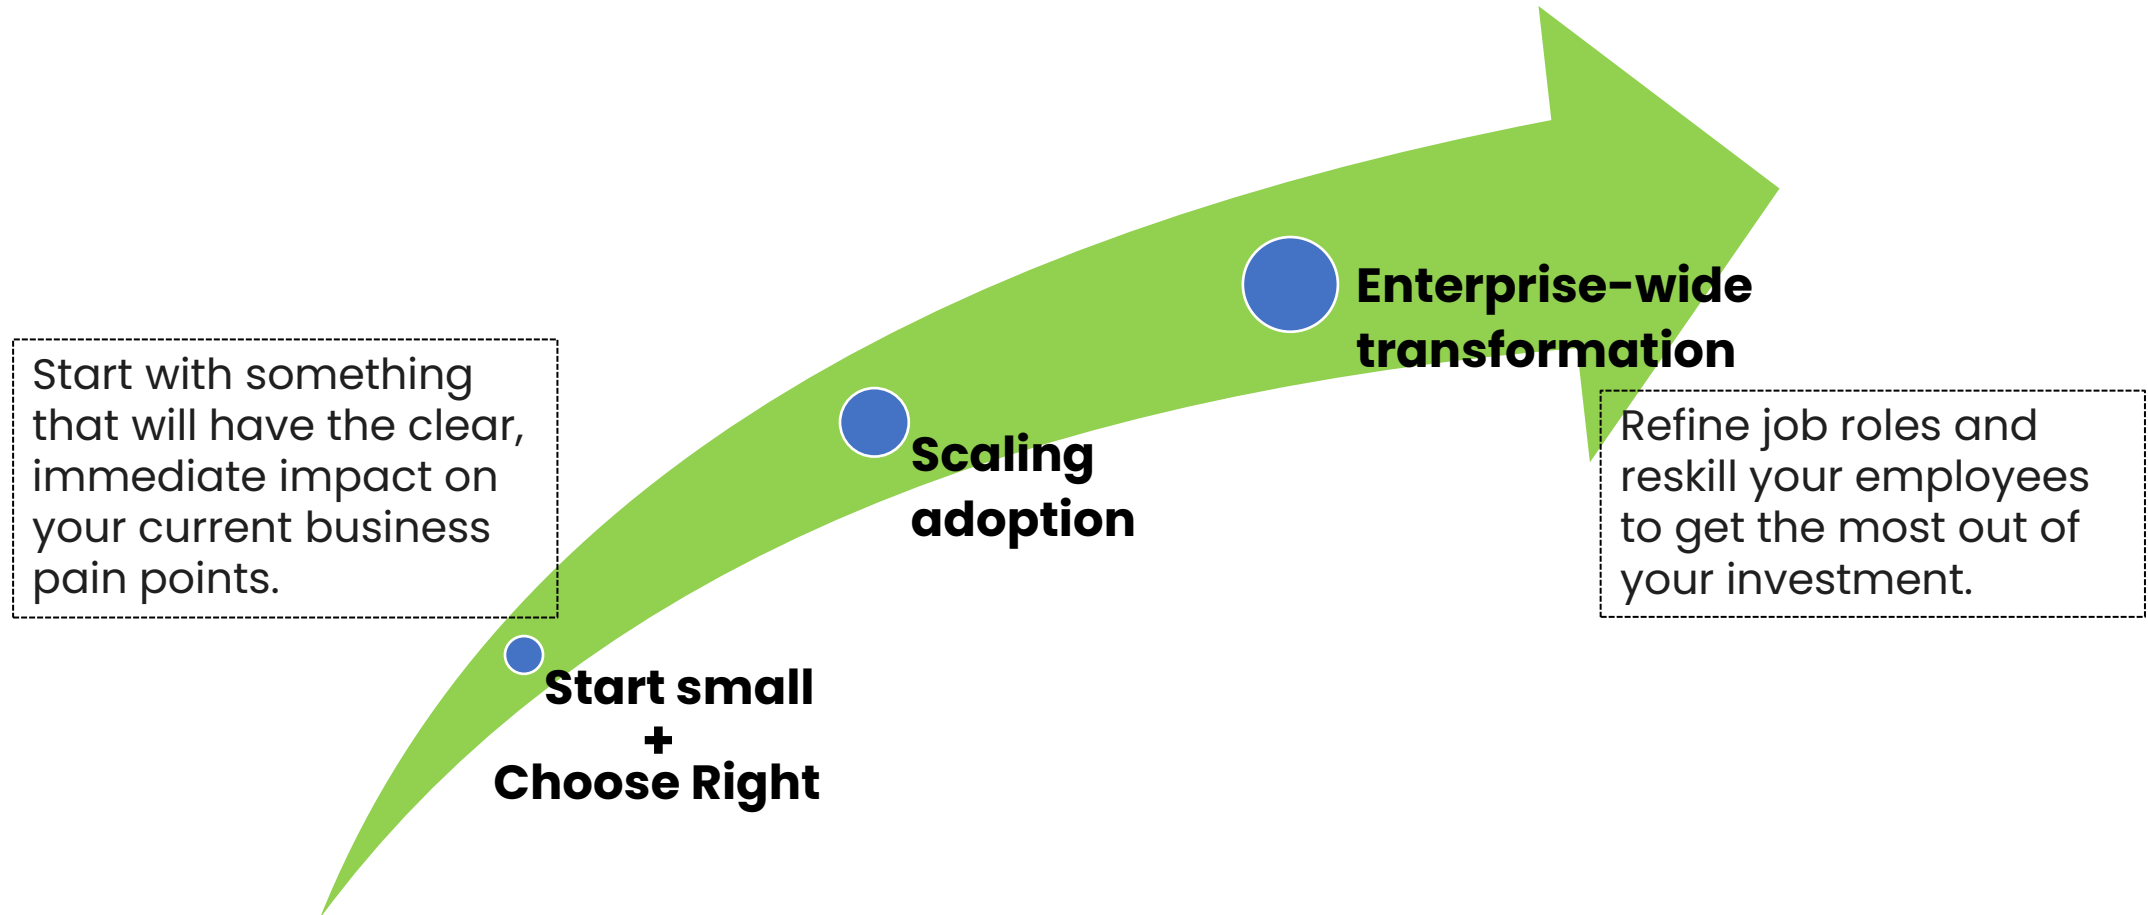 Start with something
that will have the clear,
immediate impact on
your current business
pain points.
Start small
+
Choose Right
Scaling
adoption
Enterprise-wide
transformation
Refine job roles and
reskill your employees
to get the most out of
your investment.